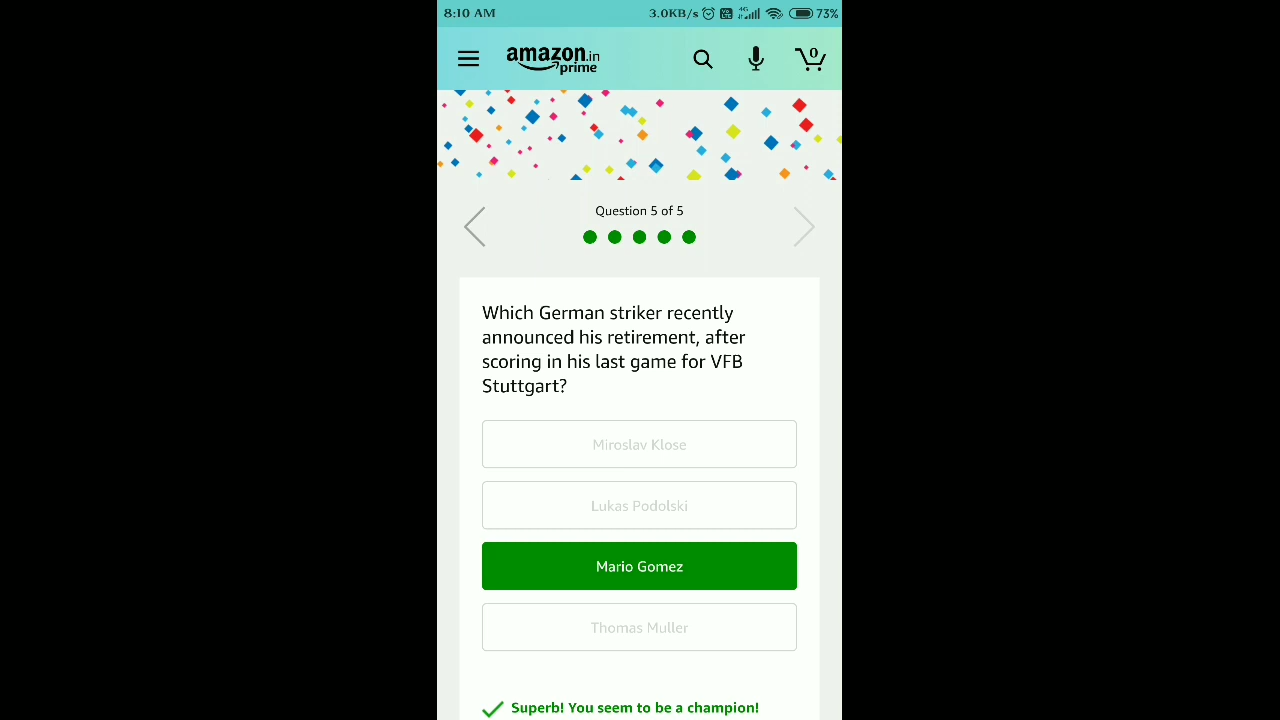 8:10 AM 3.0KB/s 4G 73%
amazon.in
prime
0
Question 5 of 5
Which German striker recently
announced his retirement, after
scoring in his last game for VFB
Stuttgart?
Miroslav Klose
Lukas Podolski
Mario Gomez
Thomas Muller
Superb! You seem to be a champion!